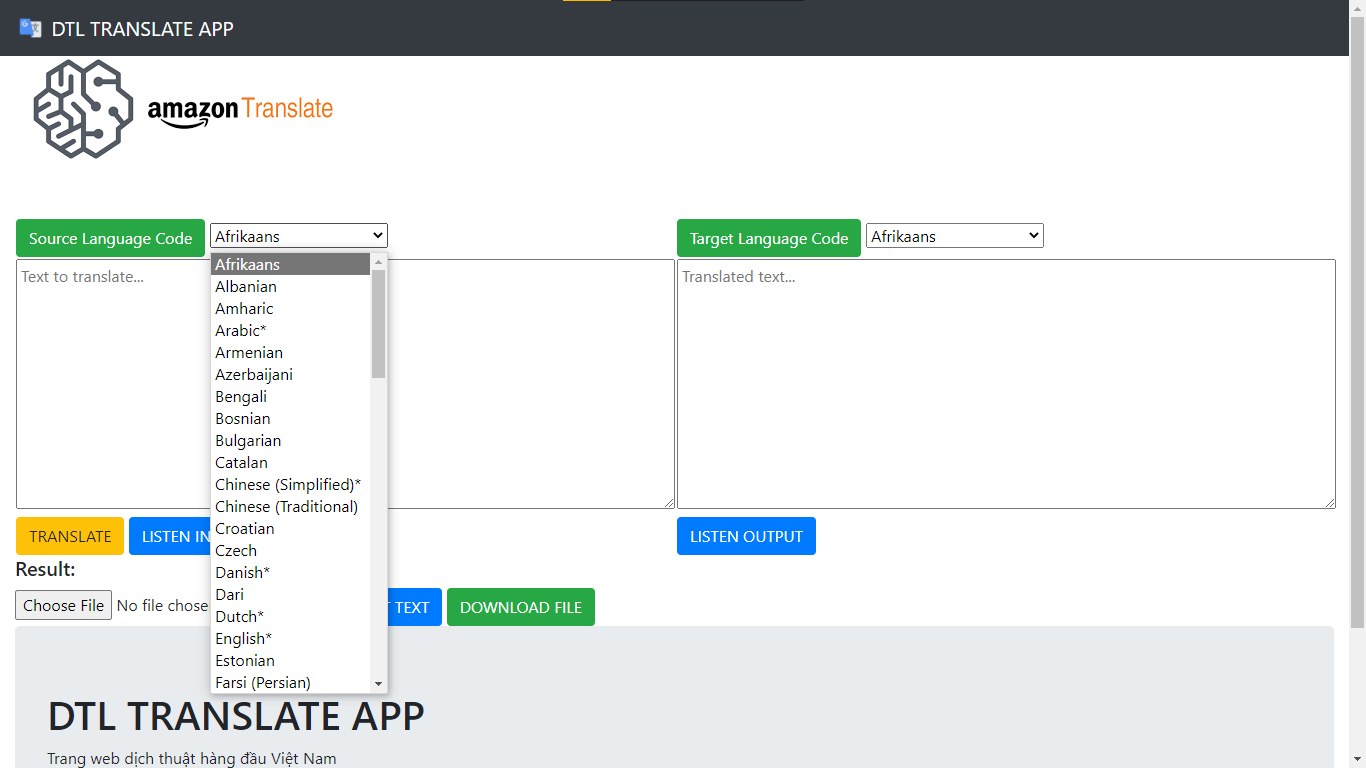 DTL TRANSLATE APP
amazon Translate
Source Language Code
Afrikaans
Target Language Code
Afrikaans
Text to translate...
Translated text...
Afrikaans
Albanian
Amharic
Arabic*
Armenian
Azerbaijani
Bengali
Bosnian
Bulgarian
Catalan
Chinese (Simplified)*
Chinese (Traditional)
Croatian
Czech
Danish*
Dari
Dutch*
English*
Estonian
Farsi (Persian)
TRANSLATE
LISTEN IN
LISTEN OUTPUT
Result:
Choose File
No file chose
TEXT
DOWNLOAD FILE
DTL TRANSLATE APP
Trang web dịch thuật hàng đầu Việt Nam